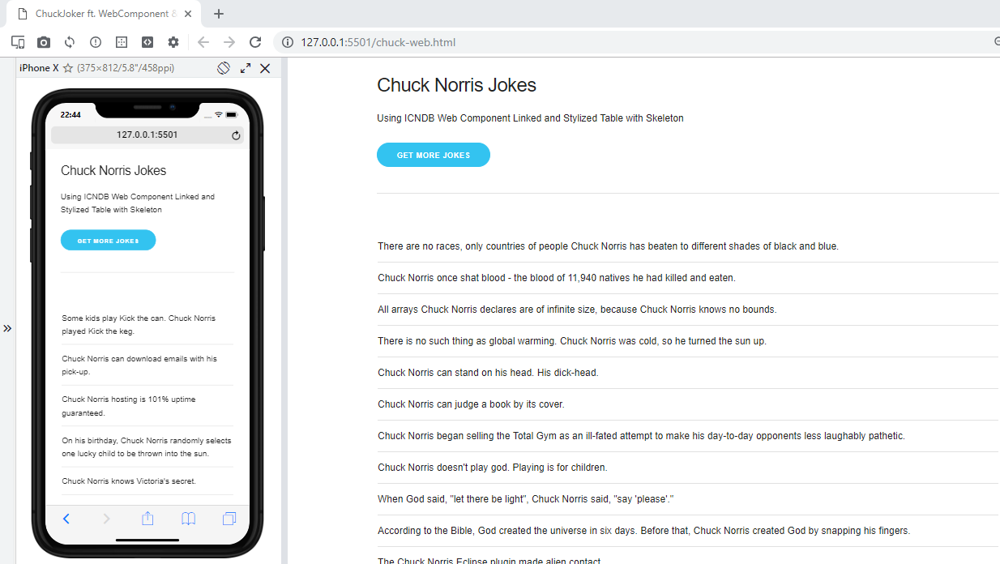 ChuckJoker ft. WebComponent &
127.0.0.1:5501/chuck-web.html
iPhone X ☆ (375×812/5.8"/458ppi)
22:44
127.0.0.1:5501
Chuck Norris Jokes
Using ICNDB Web Component Linked and
Stylized Table with Skeleton
GET MORE JOKES
Some kids play Kick the can. Chuck Norris
played Kick the keg.
Chuck Norris can download emails with his
pick-up.
Chuck Norris hosting is 101% uptime
guaranteed.
On his birthday, Chuck Norris randomly selects
one lucky child to be thrown into the sun.
Chuck Norris knows Victoria's secret.
Chuck Norris Jokes
Using ICNDB Web Component Linked and Stylized Table with Skeleton
GET MORE JOKES
There are no races, only countries of people Chuck Norris has beaten to different shades of black and blue.
Chuck Norris once shat blood - the blood of 11,940 natives he had killed and eaten.
All arrays Chuck Norris declares are of infinite size, because Chuck Norris knows no bounds.
There is no such thing as global warming. Chuck Norris was cold, so he turned the sun up.
Chuck Norris can stand on his head. His dick-head.
Chuck Norris can judge a book by its cover.
Chuck Norris began selling the Total Gym as an ill-fated attempt to make his day-to-day opponents less laughably pathetic.
Chuck Norris doesn't play god. Playing is for children.
When God said, "let there be light", Chuck Norris said, "say 'please'."
According to the Bible, God created the universe in six days. Before that, Chuck Norris created God by snapping his fingers.
The Chuck Norris Eclipse plugin made alien contact.